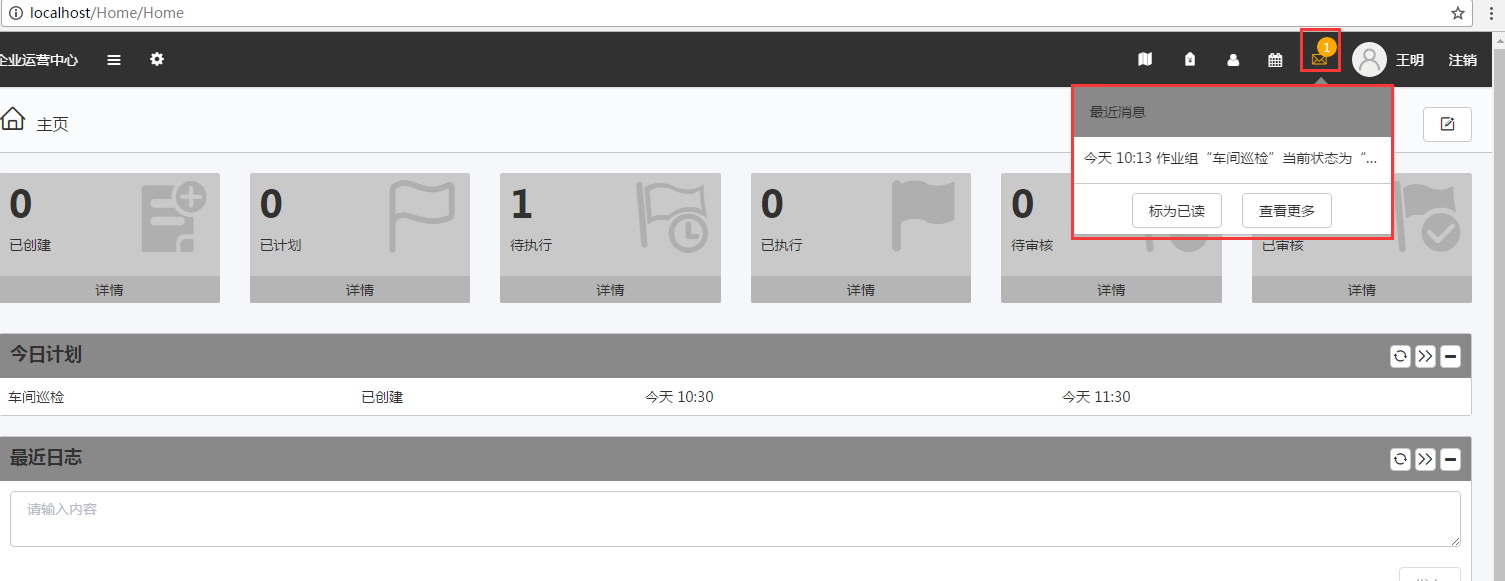 localhost/Home/Home
企业运营中心
1
王明
注销
主页
最近消息
今天 10:13 作业组“车间巡检”当前状态为“...
标为已读
查看更多
0
已创建
详情
0
已计划
详情
1
待执行
详情
0
已执行
详情
0
待审核
详情
已审核
详情
今日计划
车间巡检 已创建 今天 10:30 今天 11:30
最近日志
请输入内容